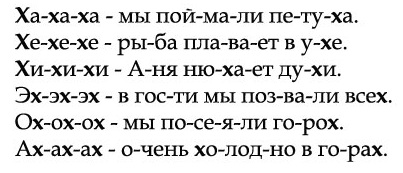 Ха-ха-ха - мы пой-ма-ли пе-ту-ха.
Хе-хе-хе - ры-ба пла-ва-ет в у-хе.
Хи-хи-хи - А-ня ню-ха-ет ду-хи.
Эх-эх-эх - в гос-ти мы поз-ва-ли всех.
Ох-ох-ох - мы по-се-я-ли го-рох.
Ах-ах-ах - о-чень хо-лод-но в го-рах.